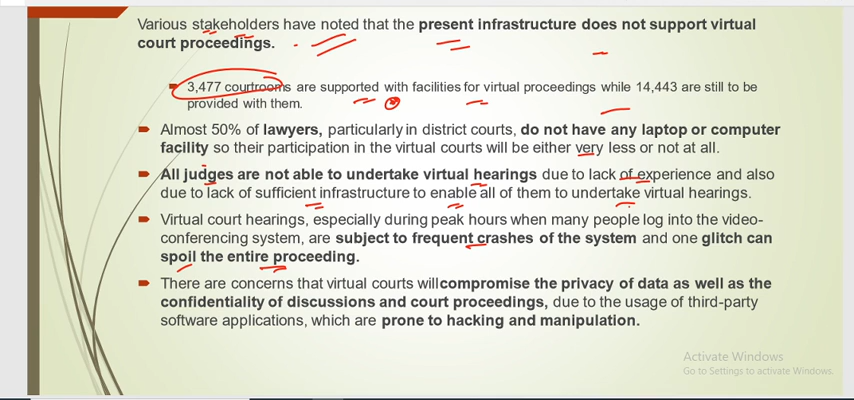 Various stakeholders have noted that the present infrastructure does not support virtual
court proceedings.
3,477 courtrooms are supported with facilities for virtual proceedings while 14,443 are still to be
provided with them.
Almost 50% of lawyers, particularly in district courts, do not have any laptop or computer
facility so their participation in the virtual courts will be either very less or not at all.
All judges are not able to undertake virtual hearings due to lack of experience and also
due to lack of sufficient infrastructure to enable all of them to undertake virtual hearings.
Virtual court hearings, especially during peak hours when many people log into the video-
conferencing system, are subject to frequent crashes of the system and one glitch can
spoil the entire proceeding.
There are concerns that virtual courts willcompromise the privacy of data as well as the
confidentiality of discussions and court proceedings, due to the usage of third-party
software applications, which are prone to hacking and manipulation.
Activate Windows
Go to Settings to activate Windows.